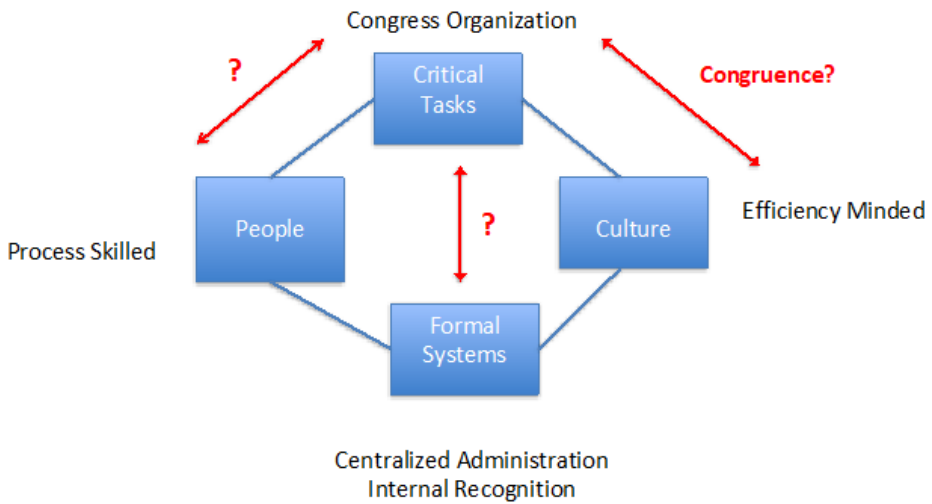 Congress Organization
?
Critical
Tasks
Congruence?
People
Culture
Efficiency Minded
Process Skilled
?
Formal
Systems
Centralized Administration
Internal Recognition